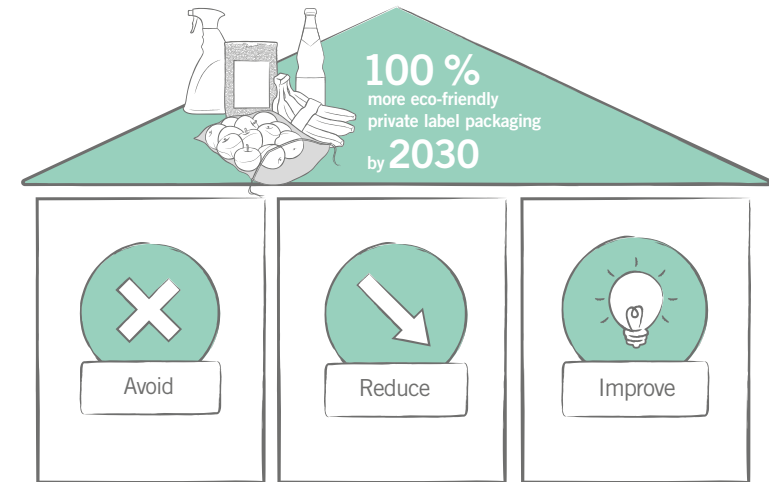 100 %
more eco-friendly
private label packaging
by 2030
Avoid
Reduce
Improve